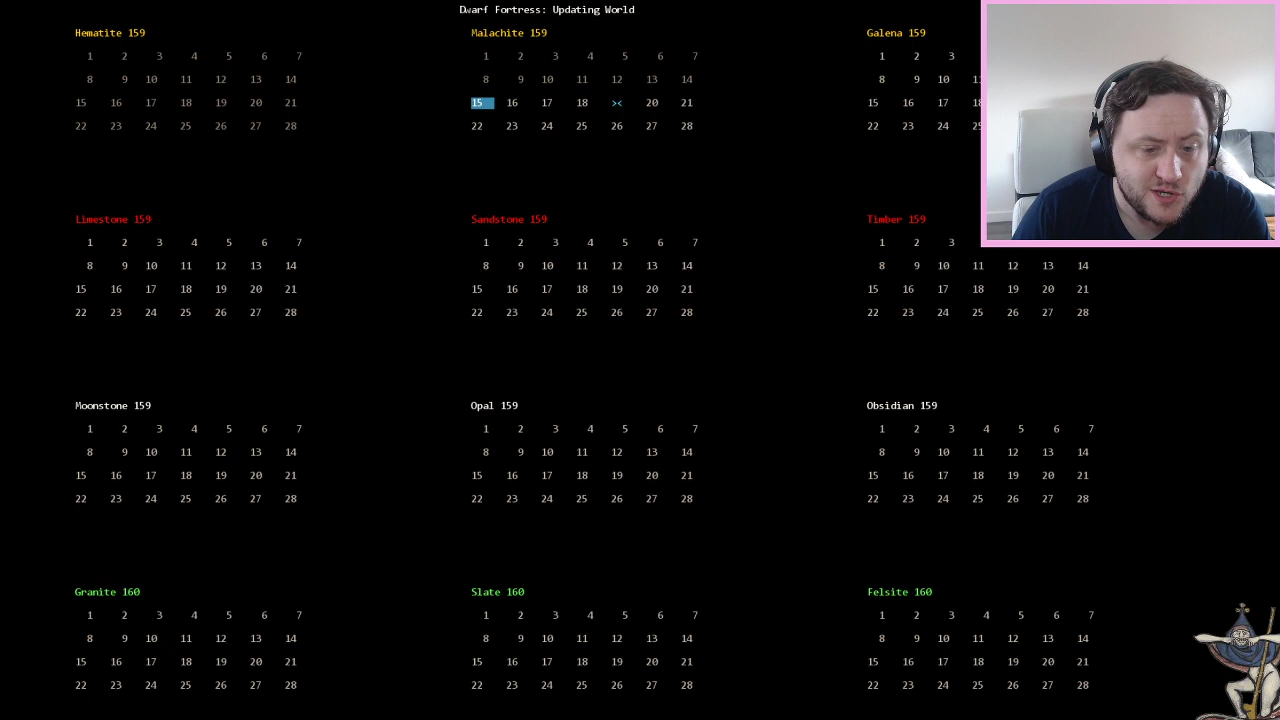 Dwarf Fortress: Updating World
Hematite 159
1 2 3 4 5 6 7
8 9 10 11 12 13 14
15 16 17 18 19 20 21
22 23 24 25 26 27 28
Malachite 159
1 2 3 4 5 6 7
8 9 10 11 12 13 14
15 16 17 18 >< 20 21
22 23 24 25 26 27 28
Galena 159
1 2 3
8 9 10
15 16 17 18
22 23 24 25
Limestone 159
1 2 3 4 5 6 7
8 9 10 11 12 13 14
15 16 17 18 19 20 21
22 23 24 25 26 27 28
Sandstone 159
1 2 3 4 5 6 7
8 9 10 11 12 13 14
15 16 17 18 19 20 21
22 23 24 25 26 27 28
Timber 159
1 2 3
8 9 10 11 12 13 14
15 16 17 18 19 20 21
22 23 24 25 26 27 28
Moonstone 159
1 2 3 4 5 6 7
8 9 10 11 12 13 14
15 16 17 18 19 20 21
22 23 24 25 26 27 28
Opal 159
1 2 3 4 5 6 7
8 9 10 11 12 13 14
15 16 17 18 19 20 21
22 23 24 25 26 27 28
Obsidian 159
1 2 3 4 5 6 7
8 9 10 11 12 13 14
15 16 17 18 19 20 21
22 23 24 25 26 27 28
Granite 160
1 2 3 4 5 6 7
8 9 10 11 12 13 14
15 16 17 18 19 20 21
22 23 24 25 26 27 28
Slate 160
1 2 3 4 5 6 7
8 9 10 11 12 13 14
15 16 17 18 19 20 21
22 23 24 25 26 27 28
Felsite 160
1 2 3 4 5 6 7
8 9 10 11 12 13 14
15 16 17 18 19 20 21
22 23 24 25 26 27 28